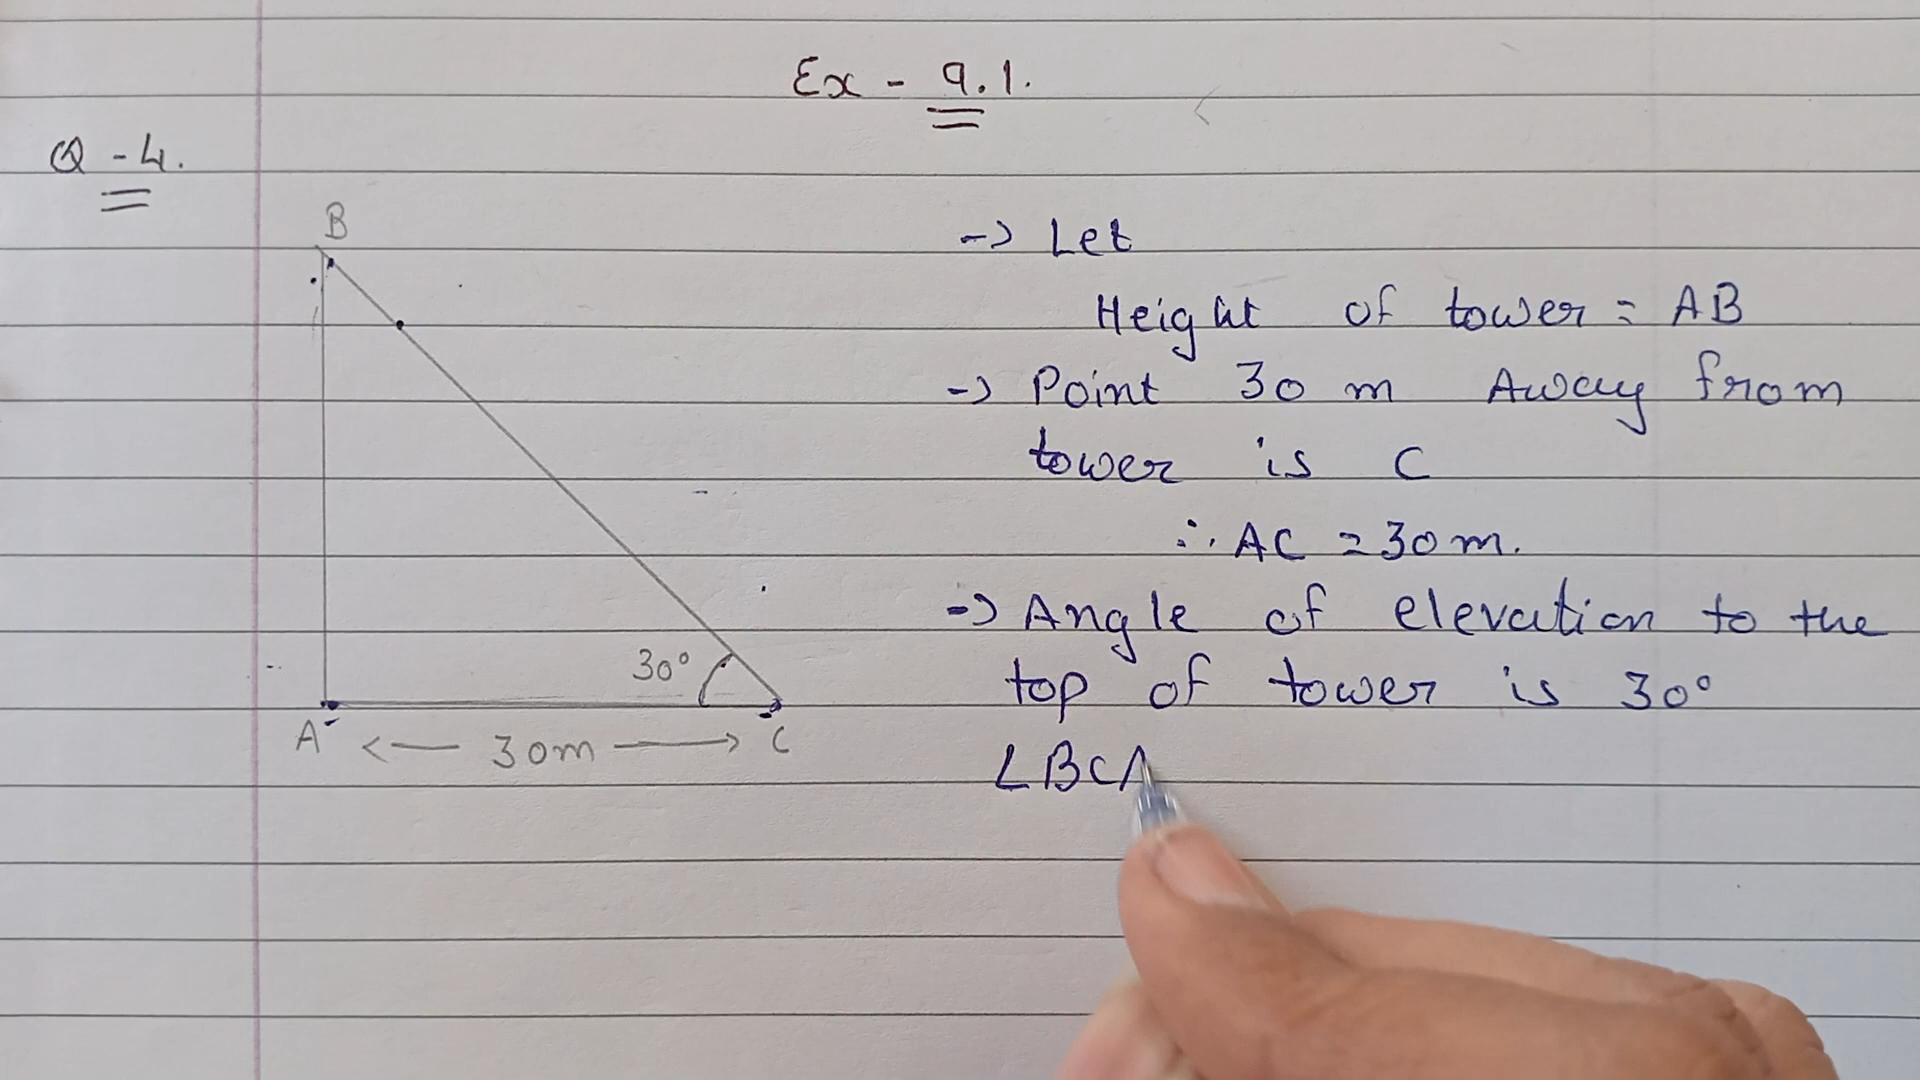 Ex - 9.1.
Q - 4.
B
30°
A
C
<— 30m —>
-> Let
Height of tower = AB
-> Point 30 m Away from
tower is C
∴ AC = 30m.
-> Angle of elevation to the
top of tower is 30°
∠BCA